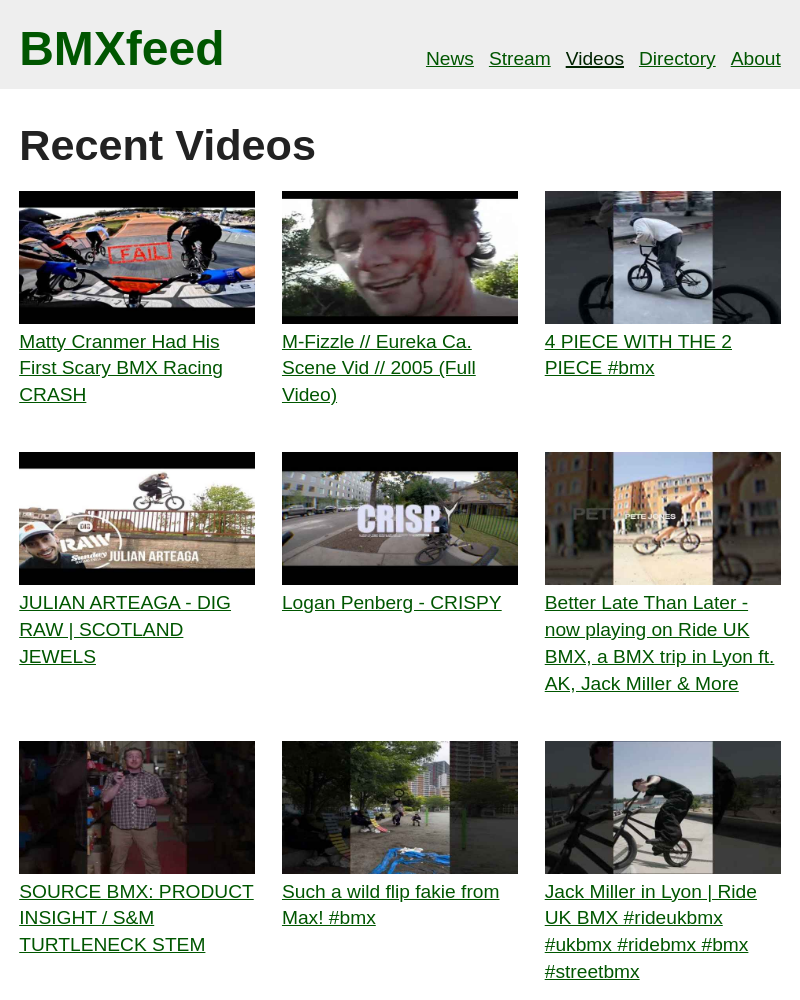 BMXfeed
News Stream Videos Directory About
Recent Videos
FAIL
Matty Cranmer Had His
First Scary BMX Racing
CRASH
M-Fizzle // Eureka Ca.
Scene Vid // 2005 (Full
Video)
4 PIECE WITH THE 2
PIECE #bmx
DIG
RAW
Sunday
JULIAN ARTEAGA
JULIAN ARTEAGA - DIG
RAW | SCOTLAND
JEWELS
CRISPY
Logan Penberg - CRISPY
PETE JONES
Better Late Than Later -
now playing on Ride UK
BMX, a BMX trip in Lyon ft.
AK, Jack Miller & More
SOURCE BMX: PRODUCT
INSIGHT / S&M
TURTLENECK STEM
Such a wild flip fakie from
Max! #bmx
Jack Miller in Lyon | Ride
UK BMX #rideukbmx
#ukbmx #ridebmx #bmx
#streetbmx